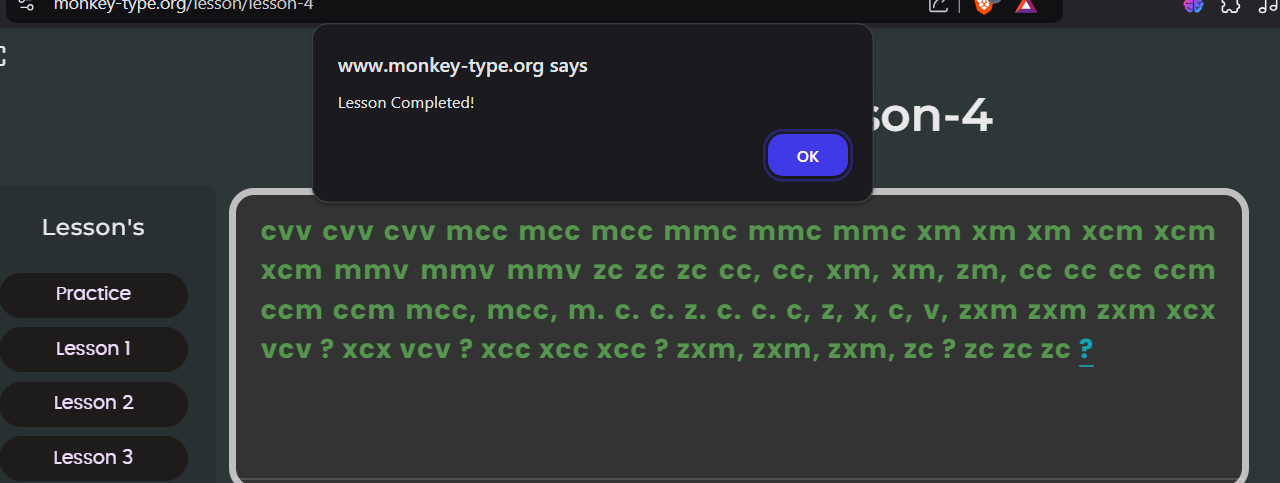 monkey-type.org/lesson/lesson-4
www.monkey-type.org says
Lesson Completed!
OK
son-4
Lesson's
Practice
Lesson 1
Lesson 2
Lesson 3
cvv cvv cvv mcc mcc mcc mmc mmc mmc xm xm xm xcm xcm
xcm mmv mmv mmv zc zc zc cc, cc, xm, xm, zm, cc cc cc ccm
ccm ccm mcc, mcc, m. c. c. z. c. c. c, z, x, c, v, zxm zxm zxm xcx
vcv ? xcx vcv ? xcc xcc xcc ? zxm, zxm, zxm, zc ? zc zc zc ?